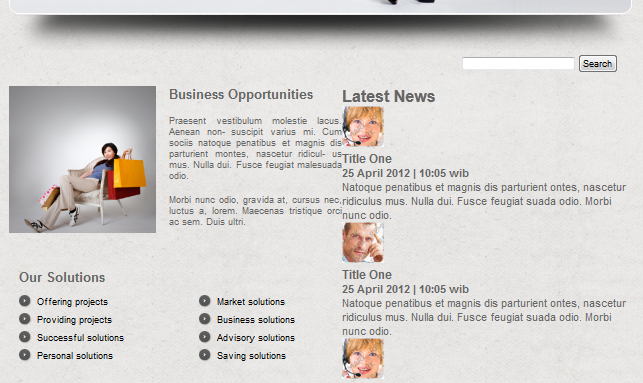 Search
Business Opportunities
Praesent vestibulum molestie lacus.
Aenean non- suscipit varius mi. Cum
sociis natoque penatibus et magnis dis
parturient montes, nascetur ridicul- us
mus. Nulla dui. Fusce feugiat malesuada
odio.
Morbi nunc odio, gravida at, cursus nec,
luctus a, lorem. Maecenas tristique orci
ac sem. Duis ultri.
Latest News
Title One
25 April 2012 | 10:05 wib
Natoque penatibus et magnis dis parturient ontes, nascetur
ridiculus mus. Nulla dui. Fusce feugiat suada odio. Morbi
nunc odio.
Title One
25 April 2012 | 10:05 wib
Natoque penatibus et magnis dis parturient ontes, nascetur
ridiculus mus. Nulla dui. Fusce feugiat suada odio. Morbi
nunc odio.
Our Solutions
Offering projects
Providing projects
Successful solutions
Personal solutions
Market solutions
Business solutions
Advisory solutions
Saving solutions